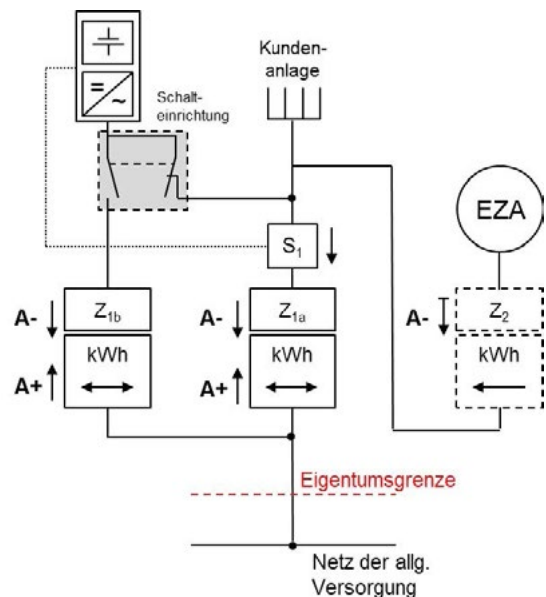 Kunden-
anlage
=
~
Schalt-
einrichtung
EZA
S1
A-
Z1b
A-
Z1a
A-
Z2
kWh
kWh
kWh
A+
A+
Eigentumsgrenze
Netz der allg.
Versorgung